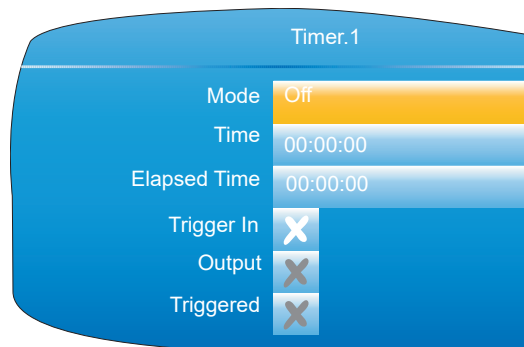 Timer.1
Mode Off
Time 00:00:00
Elapsed Time 00:00:00
Trigger In
Output
Triggered